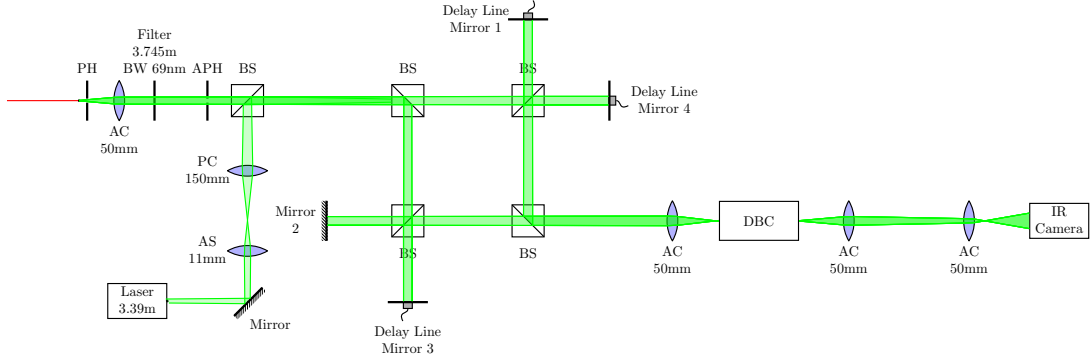 Delay Line
Mirror 1
Filter
3.745m
BW 69nm
PH
APH
BS
BS
BS
Delay Line
Mirror 4
AC
50mm
PC
150mm
Mirror
2
DBC
IR
Camera
AS
11mm
BS
BS
AC
50mm
AC
50mm
AC
50mm
Laser
3.39m
Mirror
Delay Line
Mirror 3